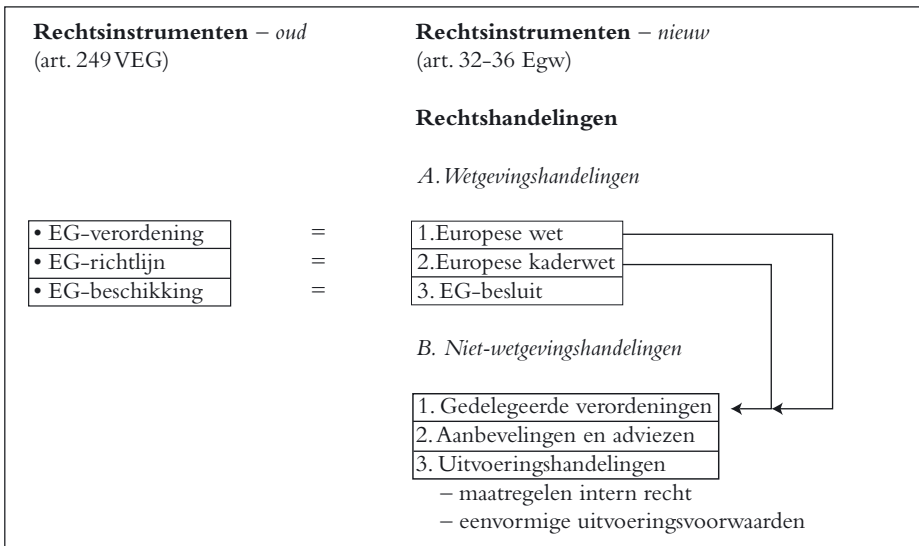 Rechtsinstrumenten – oud
(art. 249 VEG)
Rechtsinstrumenten – nieuw
(art. 32-36 Egw)
Rechtshandelingen
A. Wetgevingshandelingen
• EG-verordening = 1.Europese wet
• EG-richtlijn = 2.Europese kaderwet
• EG-beschikking = 3. EG-besluit
B. Niet-wetgevingshandelingen
1. Gedelegeerde verordeningen
2. Aanbevelingen en adviezen
3. Uitvoeringshandelingen
– maatregelen intern recht
– eenvormige uitvoeringsvoorwaarden